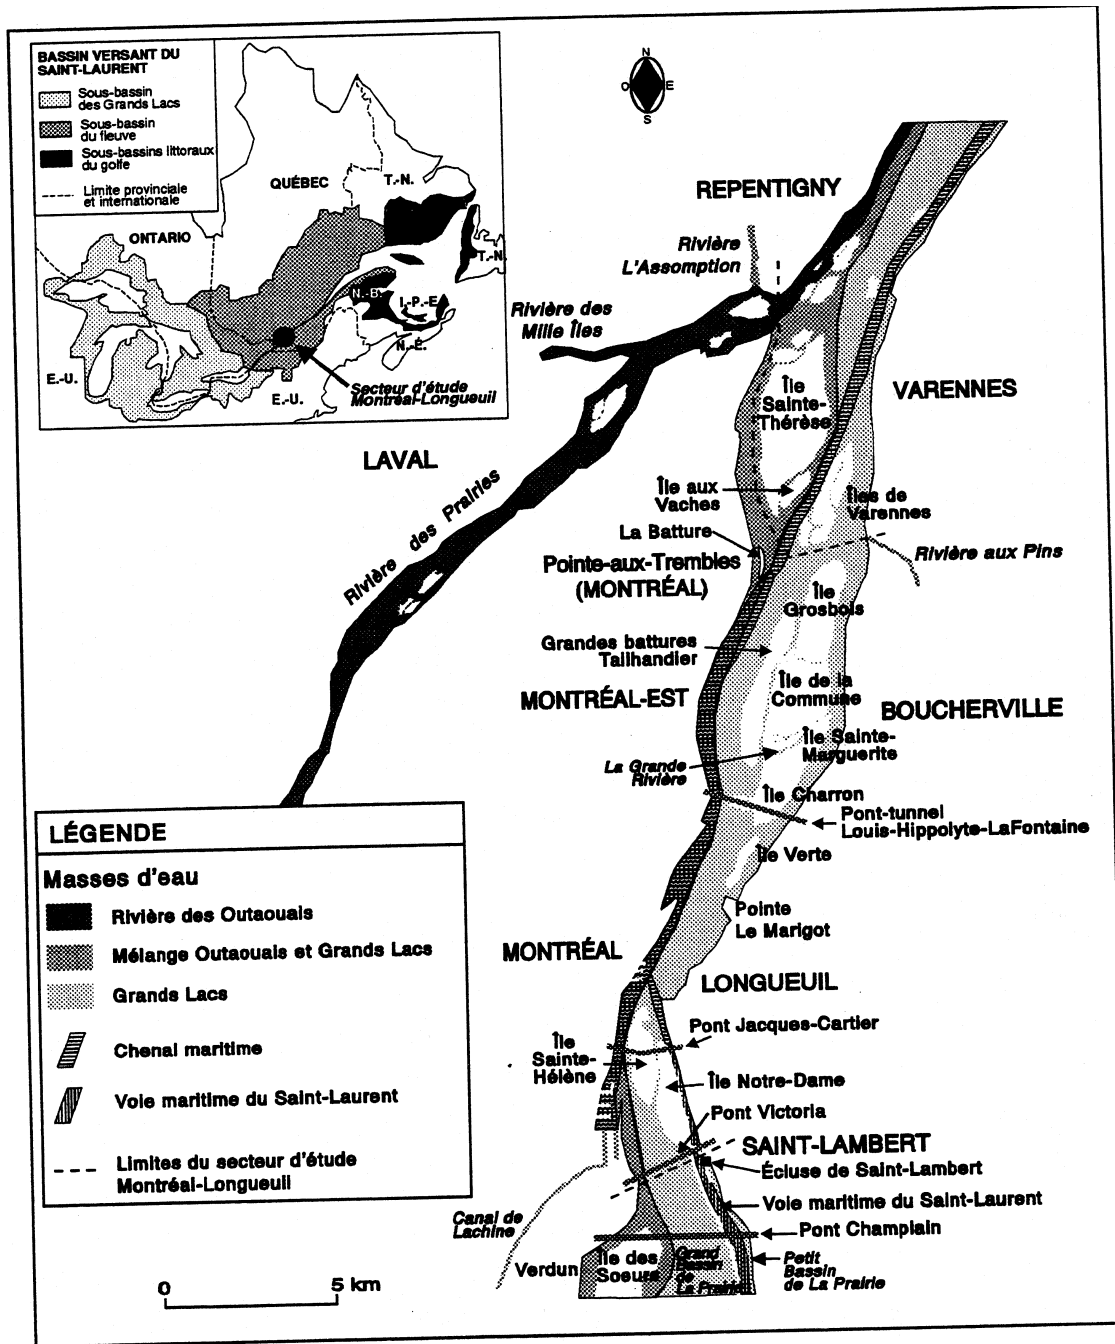 BASSIN VERSANT DU
SAINT-LAURENT
Sous-bassin
des Grands Lacs
Sous-bassin
du fleuve
Sous-bassins littoraux
du golfe
Limite provinciale
et internationale
QUÉBEC
T.-N.
ONTARIO
T.-N.
N.-B.
I.-P.-E.
N.-É.
E.-U.
E.-U.
Secteur d'étude
Montréal-Longueuil
N
O
E
S
REPENTIGNY
Rivière
L'Assomption
Rivière des
Mille Îles
Île
Sainte-
Thérèse
VARENNES
LAVAL
Rivière des Prairies
Île aux
Vaches
Îles de
Varennes
La Batture
Rivière aux Pins
Pointe-aux-Trembles
(MONTRÉAL)
Île
Grosbois
Grandes battures
Tailhandier
Île de la
Commune
MONTRÉAL-EST
BOUCHERVILLE
Île Sainte-
Marguerite
La Grande
Rivière
Île Charron
Pont-tunnel
Louis-Hippolyte-LaFontaine
Île Verte
Pointe
Le Marigot
MONTRÉAL
LONGUEUIL
Pont Jacques-Cartier
Île
Sainte-
Hélène
Île Notre-Dame
Pont Victoria
SAINT-LAMBERT
Écluse de Saint-Lambert
Voie maritime du Saint-Laurent
Canal de
Lachine
Pont Champlain
Verdun
Île des
Soeurs
Grand
Bassin
de
La Prairie
Petit
Bassin
de La Prairie
LÉGENDE
Masses d'eau
Rivière des Outaouais
Mélange Outaouais et Grands Lacs
Grands Lacs
Chenal maritime
Voie maritime du Saint-Laurent
Limites du secteur d'étude
Montréal-Longueuil
0
5 km